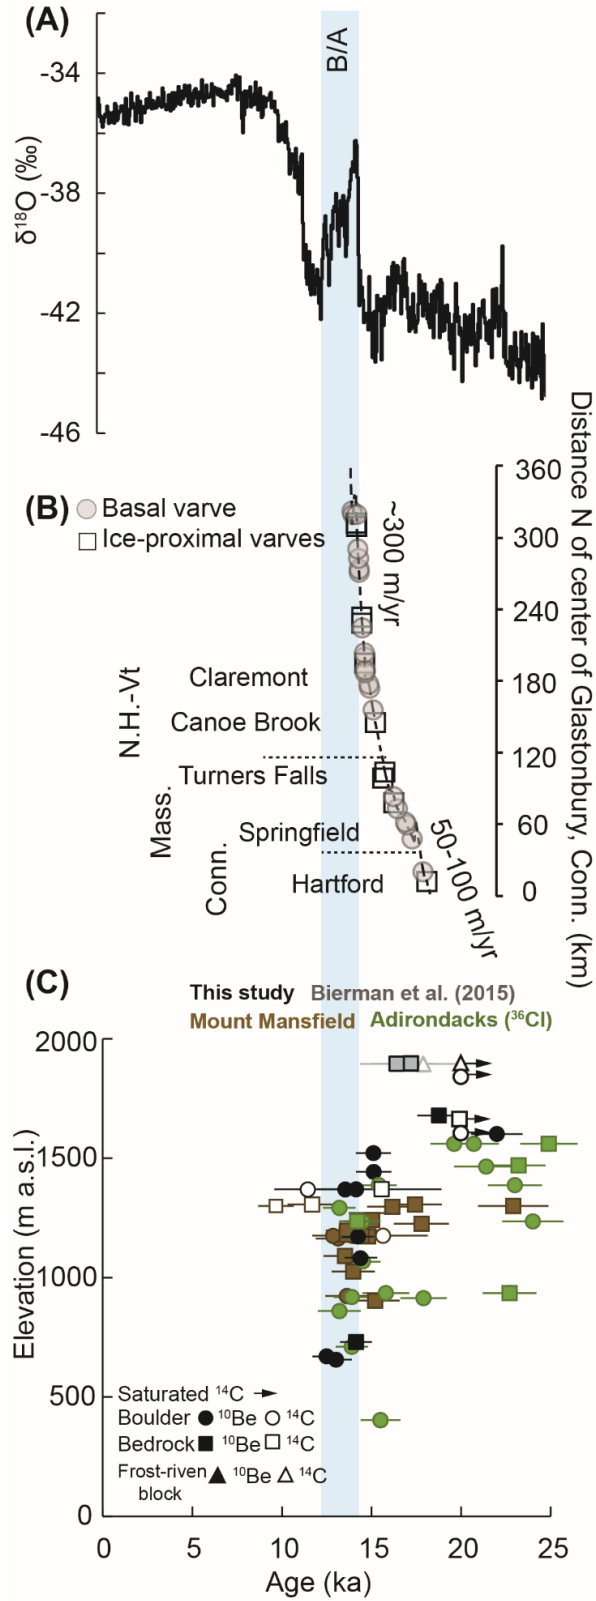 (A)
B/A
-34
-38
-42
-46
δ¹⁸O (‰)
(B)
Basal varve
Ice-proximal varves
~300 m/yr
50-100 m/yr
N.H.-Vt
Mass.
Conn.
Claremont
Canoe Brook
Turners Falls
Springfield
Hartford
360
300
240
180
120
60
0
Distance N of center of Glastonbury, Conn. (km)
(C)
This study Bierman et al. (2015)
Mount Mansfield Adirondacks (³⁶Cl)
2000
1500
1000
500
0
Elevation (m a.s.l.)
Saturated ¹⁴C
Boulder ¹⁰Be ¹⁴C
Bedrock ¹⁰Be ¹⁴C
Frost-riven ¹⁰Be ¹⁴C
block
0 5 10 15 20 25
Age (ka)